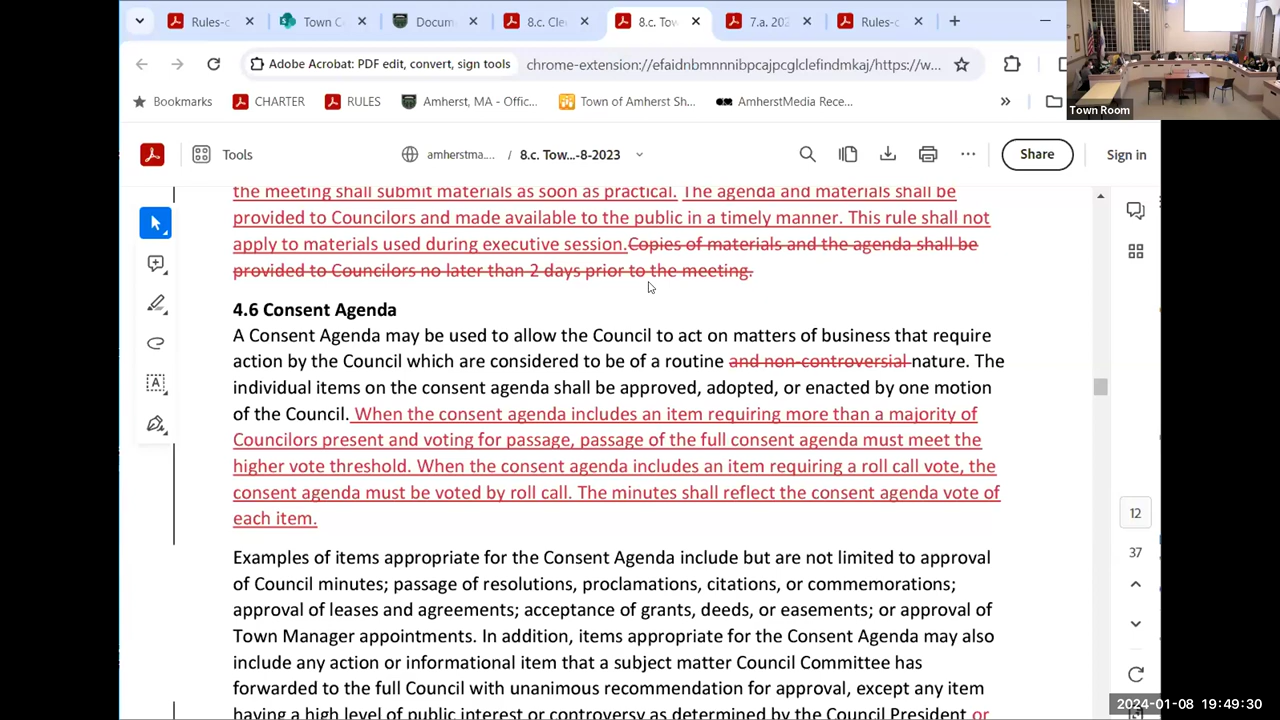 Rules-c
Town C
Docum
8.c. Cle
8.c. Tow
7.a. 202
Rules-c
Adobe Acrobat: PDF edit, convert, sign tools
chrome-extension://efaidnbmnnnibpcajpcglclefindmkaj/https://w...
Bookmarks
CHARTER
RULES
Amherst, MA - Offic...
Town of Amherst Sh...
AmherstMedia Rece...
Town Room
Tools
amherstma.... / 8.c. Tow...-8-2023
Share
Sign in
the meeting shall submit materials as soon as practical. The agenda and materials shall be
provided to Councilors and made available to the public in a timely manner. This rule shall not
apply to materials used during executive session.Copies of materials and the agenda shall be
provided to Councilors no later than 2 days prior to the meeting.
4.6 Consent Agenda
A Consent Agenda may be used to allow the Council to act on matters of business that require
action by the Council which are considered to be of a routine and non-controversial nature. The
individual items on the consent agenda shall be approved, adopted, or enacted by one motion
of the Council. When the consent agenda includes an item requiring more than a majority of
Councilors present and voting for passage, passage of the full consent agenda must meet the
higher vote threshold. When the consent agenda includes an item requiring a roll call vote, the
consent agenda must be voted by roll call. The minutes shall reflect the consent agenda vote of
each item.
Examples of items appropriate for the Consent Agenda include but are not limited to approval
of Council minutes; passage of resolutions, proclamations, citations, or commemorations;
approval of leases and agreements; acceptance of grants, deeds, or easements; or approval of
Town Manager appointments. In addition, items appropriate for the Consent Agenda may also
include any action or informational item that a subject matter Council Committee has
forwarded to the full Council with unanimous recommendation for approval, except any item
having a high level of public interest or controversy as determined by the Council President or
12
37
2024-01-08 19:49:30